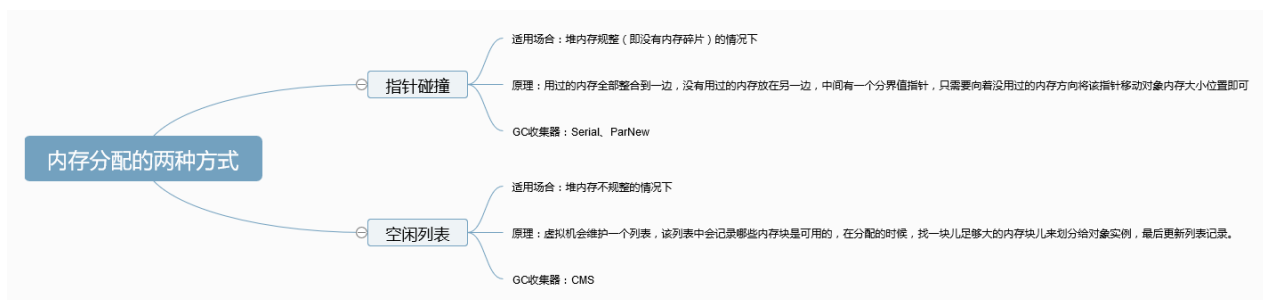 内存分配的两种方式
指针碰撞
适用场合：堆内存规整（即没有内存碎片）的情况下
原理：用过的内存全部整合到一边，没有用过的内存放在另一边，中间有一个分界值指针，只需要向着没用过的内存方向将该指针移动对象内存大小位置即可
GC收集器：Serial、ParNew
空闲列表
适用场合：堆内存不规整的情况下
原理：虚拟机会维护一个列表，该列表中会记录哪些内存块是可用的，在分配的时候，找一块儿足够大的内存块儿来划分给对象实例，最后更新列表记录。
GC收集器：CMS